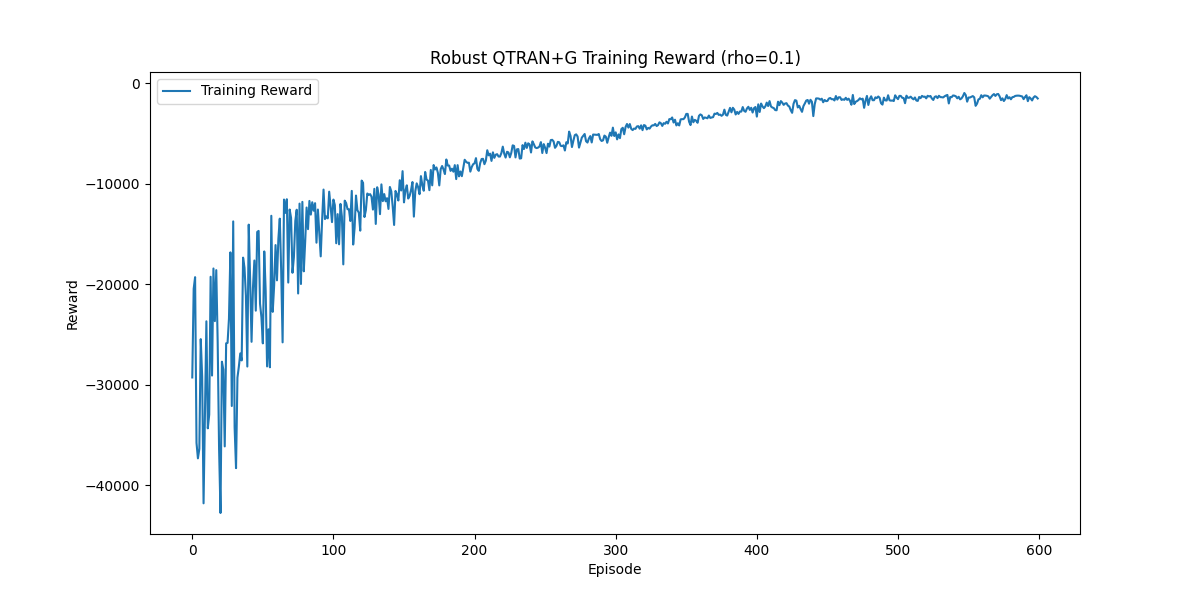 Robust QTRAN+G Training Reward (rho=0.1)
Training Reward
0
−10000
−20000
−30000
−40000
Reward
0 100 200 300 400 500 600
Episode